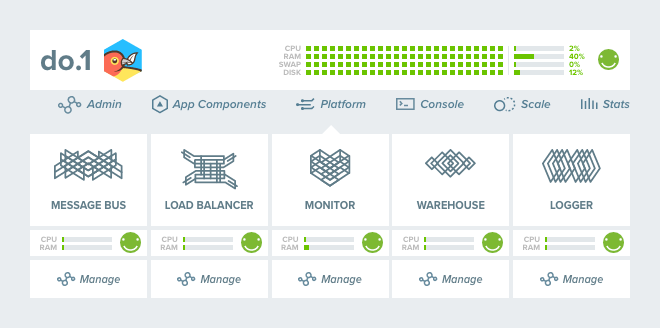 do.1
CPU 2%
RAM 40%
SWAP 0%
DISK 12%
Admin App Components Platform Console Scale Stats
MESSAGE BUS LOAD BALANCER MONITOR WAREHOUSE LOGGER
CPU CPU CPU CPU CPU
RAM RAM RAM RAM RAM
Manage Manage Manage Manage Manage